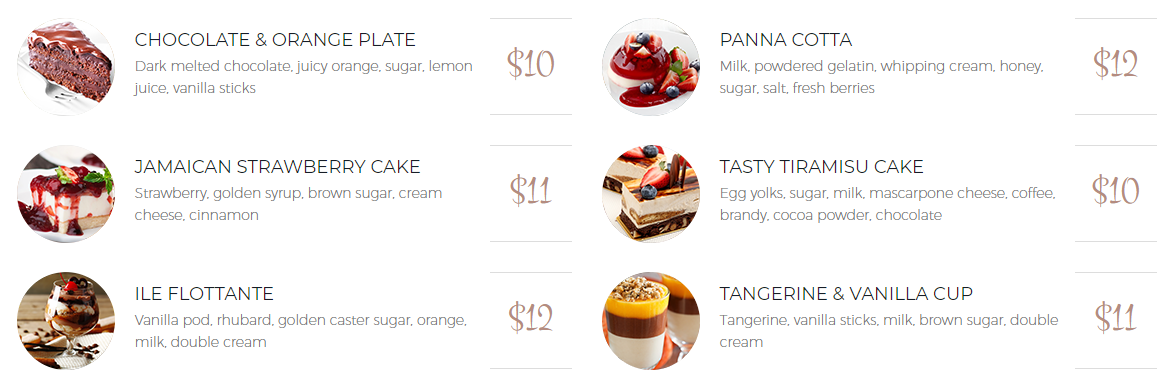 CHOCOLATE & ORANGE PLATE
Dark melted chocolate, juicy orange, sugar, lemon
juice, vanilla sticks
$10
PANNA COTTA
Milk, powdered gelatin, whipping cream, honey,
sugar, salt, fresh berries
$12
JAMAICAN STRAWBERRY CAKE
Strawberry, golden syrup, brown sugar, cream
cheese, cinnamon
$11
TASTY TIRAMISU CAKE
Egg yolks, sugar, milk, mascarpone cheese, coffee,
brandy, cocoa powder, chocolate
$10
ILE FLOTTANTE
Vanilla pod, rhubarb, golden caster sugar, orange,
milk, double cream
$12
TANGERINE & VANILLA CUP
Tangerine, vanilla sticks, milk, brown sugar, double
cream
$11